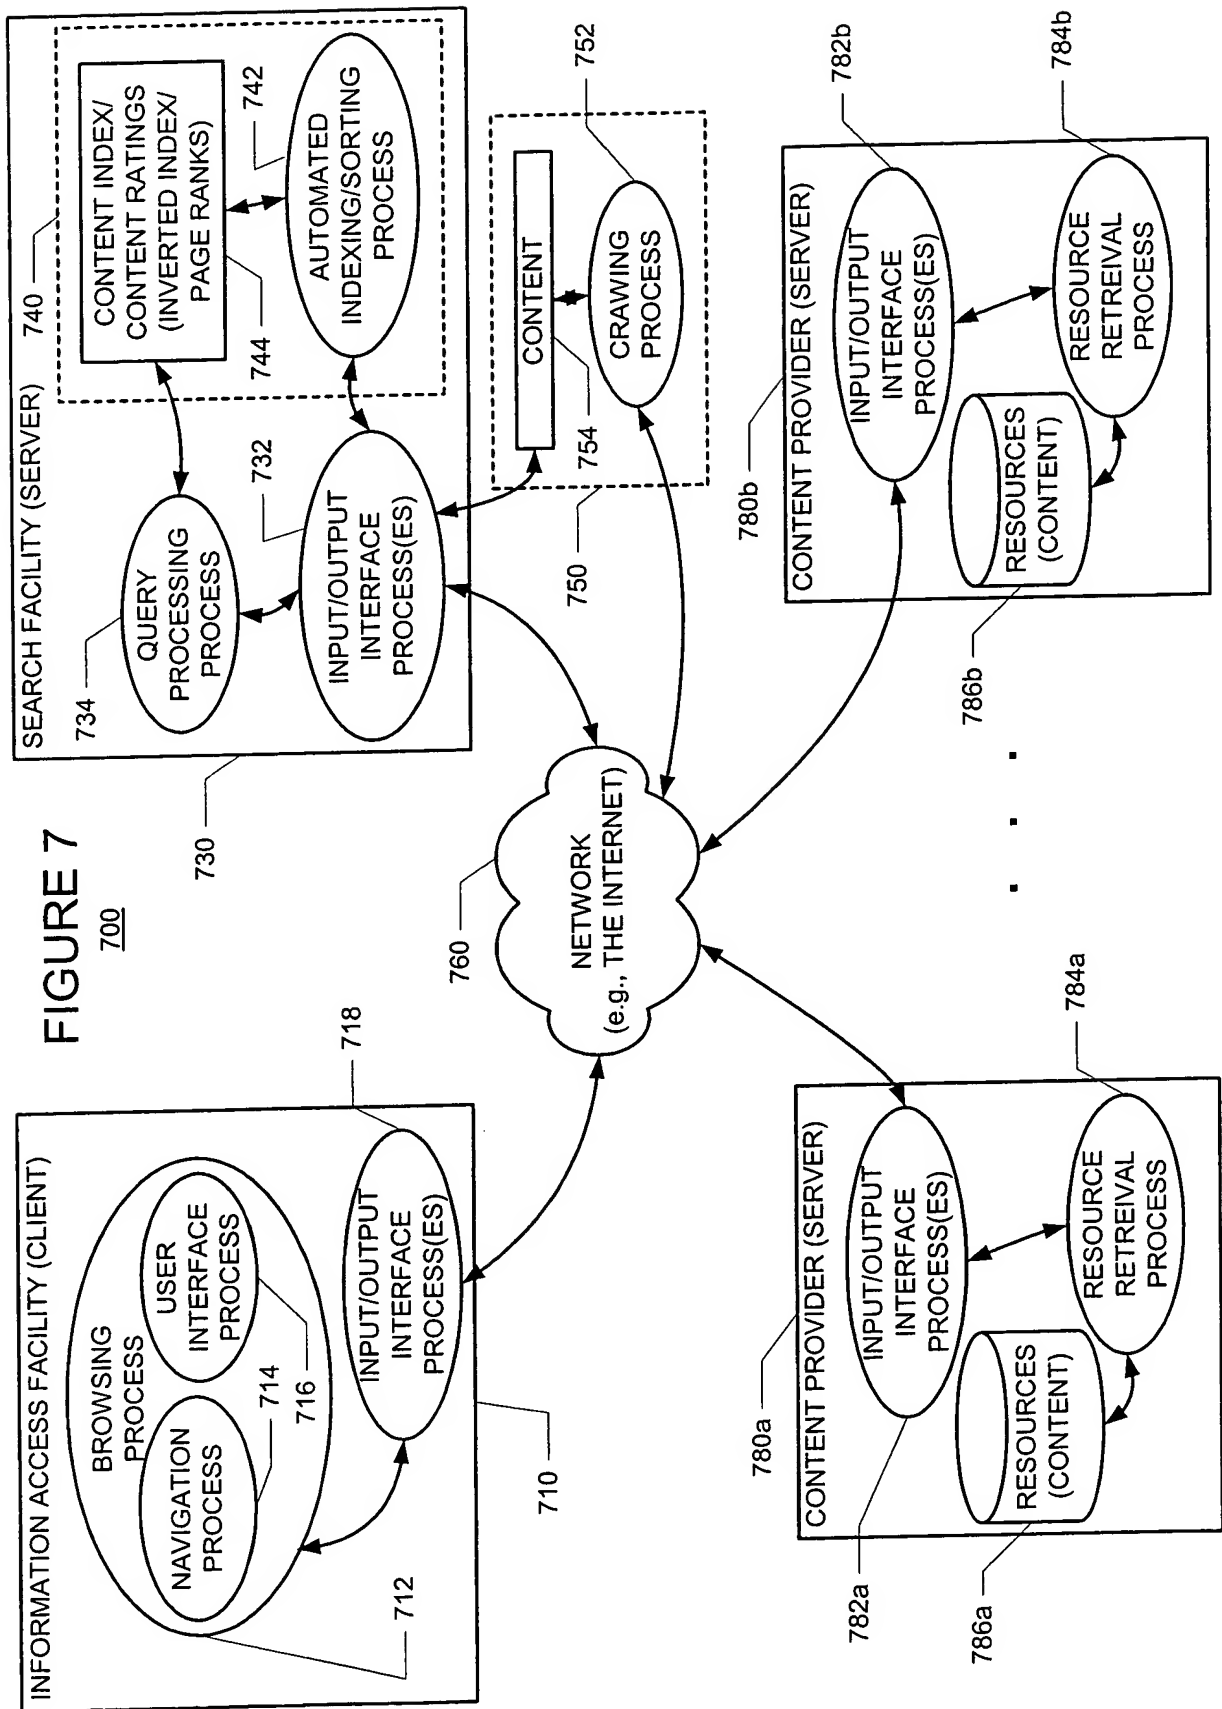 FIGURE 7
700
INFORMATION ACCESS FACILITY (CLIENT)
BROWSING
PROCESS
NAVIGATION
PROCESS
USER
INTERFACE
PROCESS
714
716
712
INPUT/OUTPUT
INTERFACE
PROCESS(ES)
718
710
SEARCH FACILITY (SERVER)
740
734
QUERY
PROCESSING
PROCESS
CONTENT INDEX/
CONTENT RATINGS
(INVERTED INDEX/
PAGE RANKS)
744
742
AUTOMATED
INDEXING/SORTING
PROCESS
732
INPUT/OUTPUT
INTERFACE
PROCESS(ES)
730
CONTENT
754
752
CRAWING
PROCESS
750
760
NETWORK
(e.g., THE INTERNET)
780a
CONTENT PROVIDER (SERVER)
782a
INPUT/OUTPUT
INTERFACE
PROCESS(ES)
RESOURCES
(CONTENT)
786a
RESOURCE
RETREIVAL
PROCESS
784a
. . .
780b
CONTENT PROVIDER (SERVER)
INPUT/OUTPUT
INTERFACE
PROCESS(ES)
782b
RESOURCES
(CONTENT)
786b
RESOURCE
RETREIVAL
PROCESS
784b